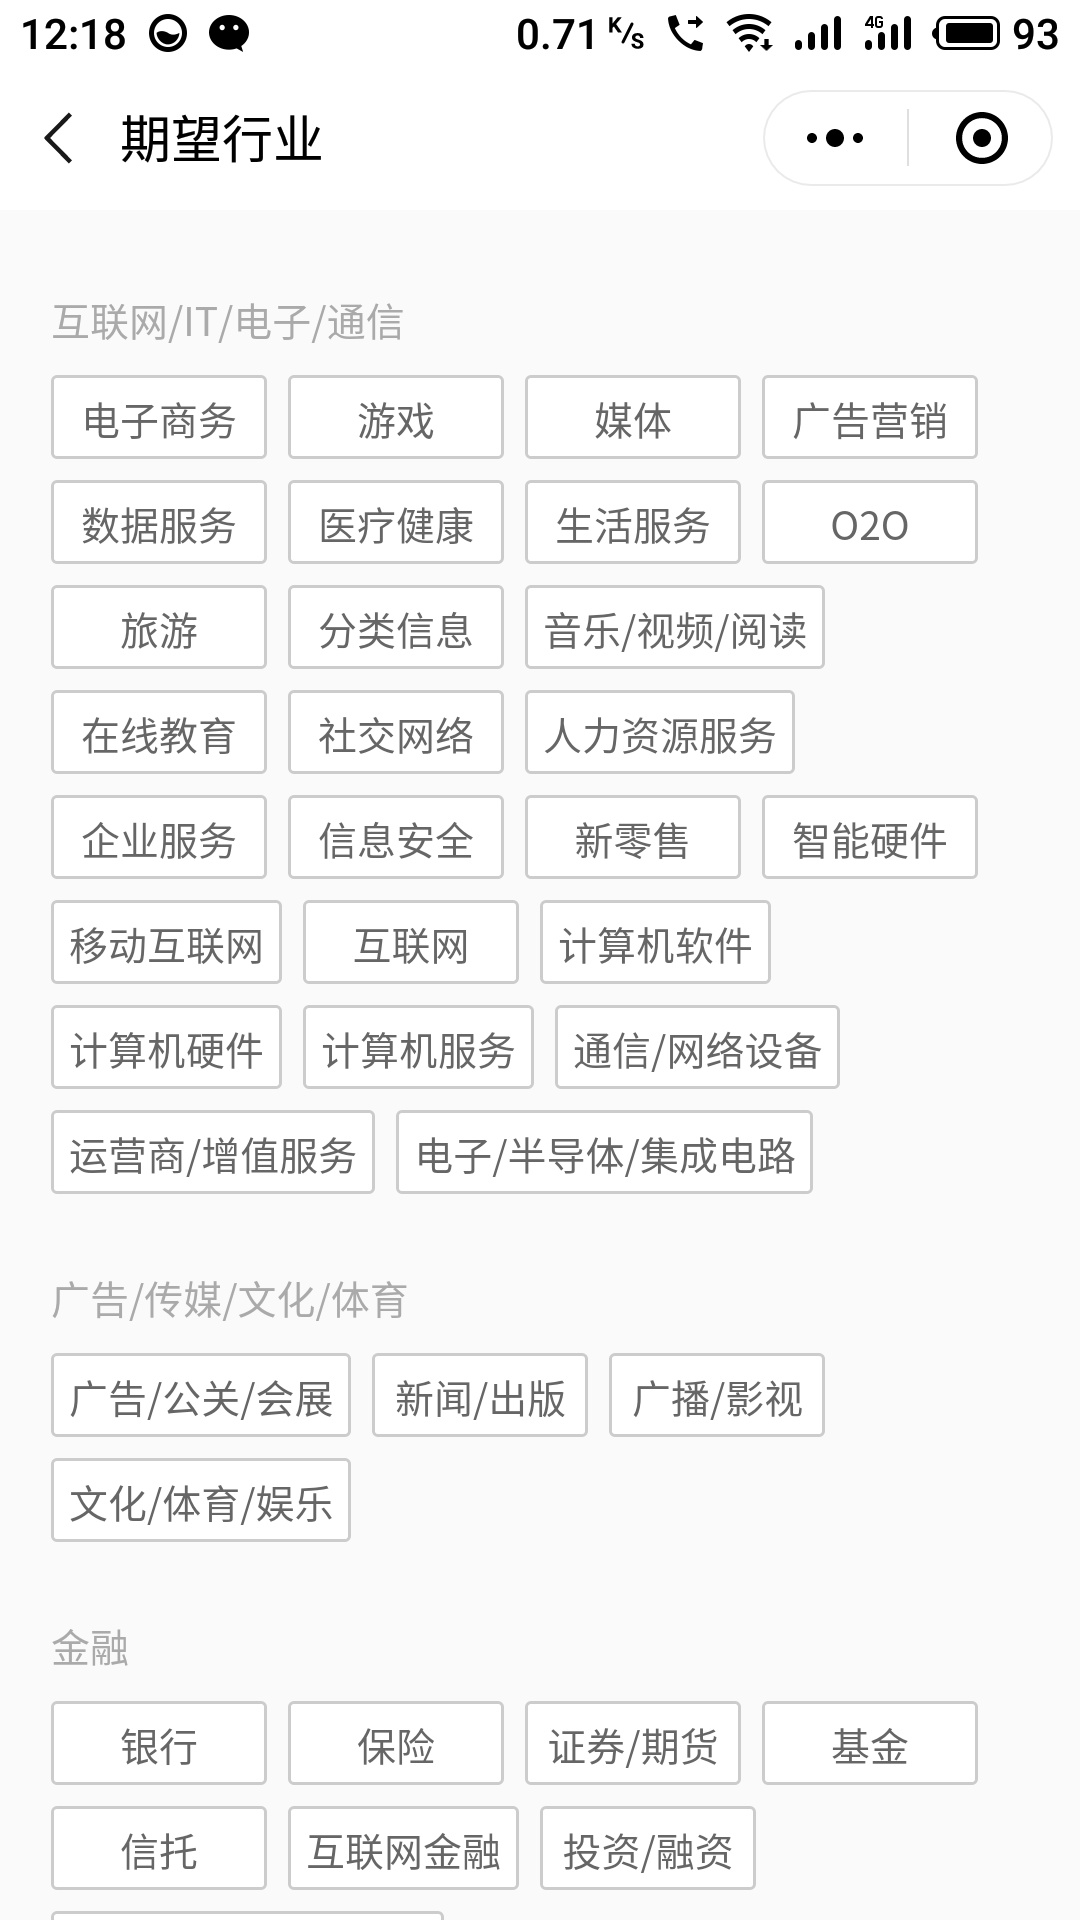 12:18 0.71 K/s 4G 93
期望行业
互联网/IT/电子/通信
电子商务 游戏 媒体 广告营销
数据服务 医疗健康 生活服务 O2O
旅游 分类信息 音乐/视频/阅读
在线教育 社交网络 人力资源服务
企业服务 信息安全 新零售 智能硬件
移动互联网 互联网 计算机软件
计算机硬件 计算机服务 通信/网络设备
运营商/增值服务 电子/半导体/集成电路
广告/传媒/文化/体育
广告/公关/会展 新闻/出版 广播/影视
文化/体育/娱乐
金融
银行 保险 证券/期货 基金
信托 互联网金融 投资/融资